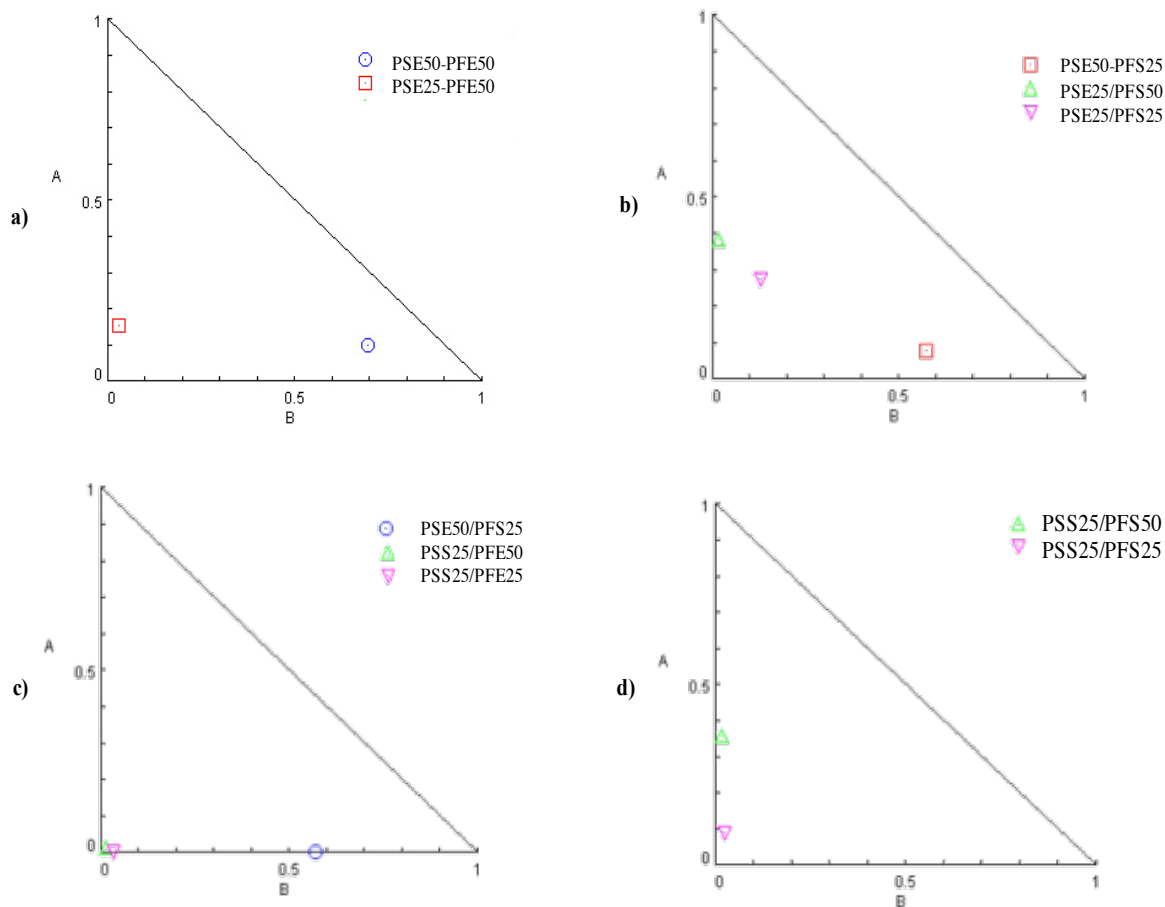 a)
1
A
0.5
0
0
0.5
1
B
PSE50-PFE50
PSE25-PFE50
b)
1
A
0.5
0
0
0.5
1
B
PSE50-PFS25
PSE25/PFS50
PSE25/PFS25
c)
1
A
0.5
0
0
0.5
1
B
PSE50/PFS25
PSS25/PFE50
PSS25/PFE25
d)
1
A
0.5
0
0
0.5
1
B
PSS25/PFS50
PSS25/PFS25